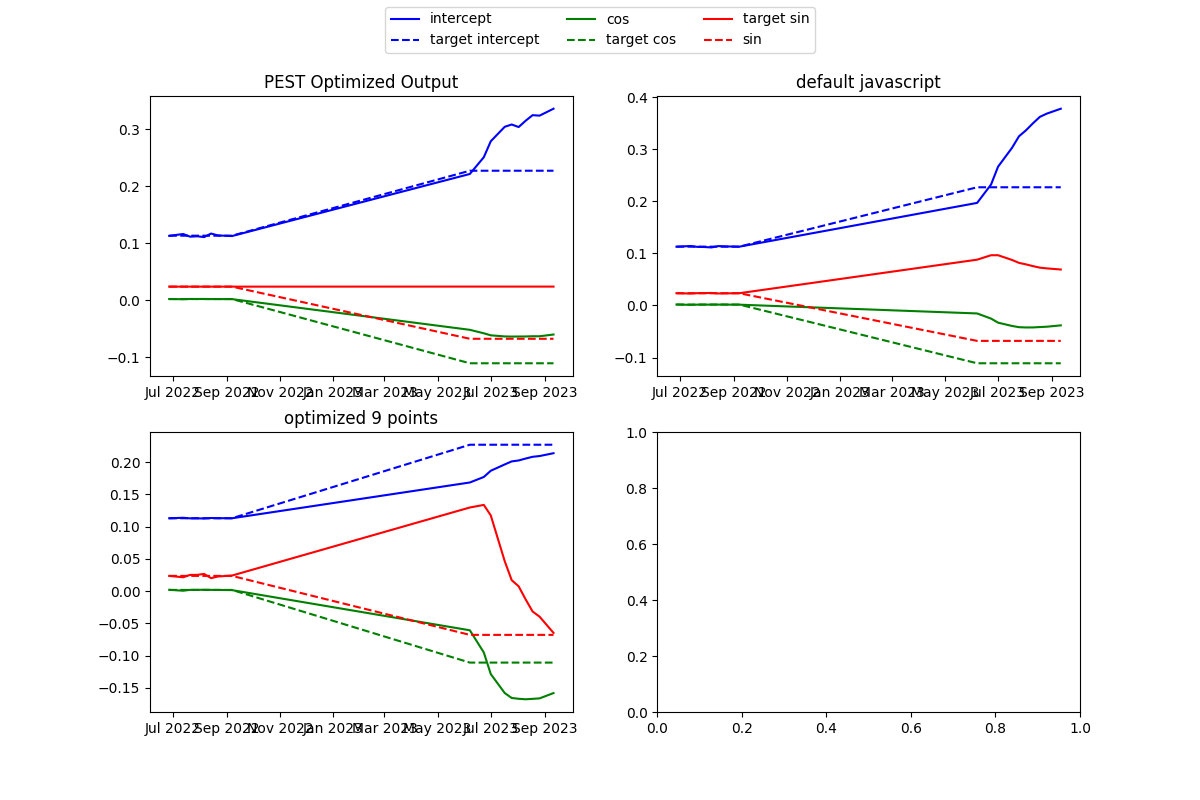 intercept cos target sin
target intercept target cos sin
PEST Optimized Output
0.3
0.2
0.1
0.0
−0.1
Jul 2022 Sep 2022 Nov 2022 Jan 2023 Mar 2023 May 2023 Jul 2023 Sep 2023
default javascript
0.4
0.3
0.2
0.1
0.0
−0.1
Jul 2022 Sep 2022 Nov 2022 Jan 2023 Mar 2023 May 2023 Jul 2023 Sep 2023
optimized 9 points
0.20
0.15
0.10
0.05
0.00
−0.05
−0.10
−0.15
Jul 2022 Sep 2022 Nov 2022 Jan 2023 Mar 2023 May 2023 Jul 2023 Sep 2023
1.0
0.8
0.6
0.4
0.2
0.0
0.0 0.2 0.4 0.6 0.8 1.0